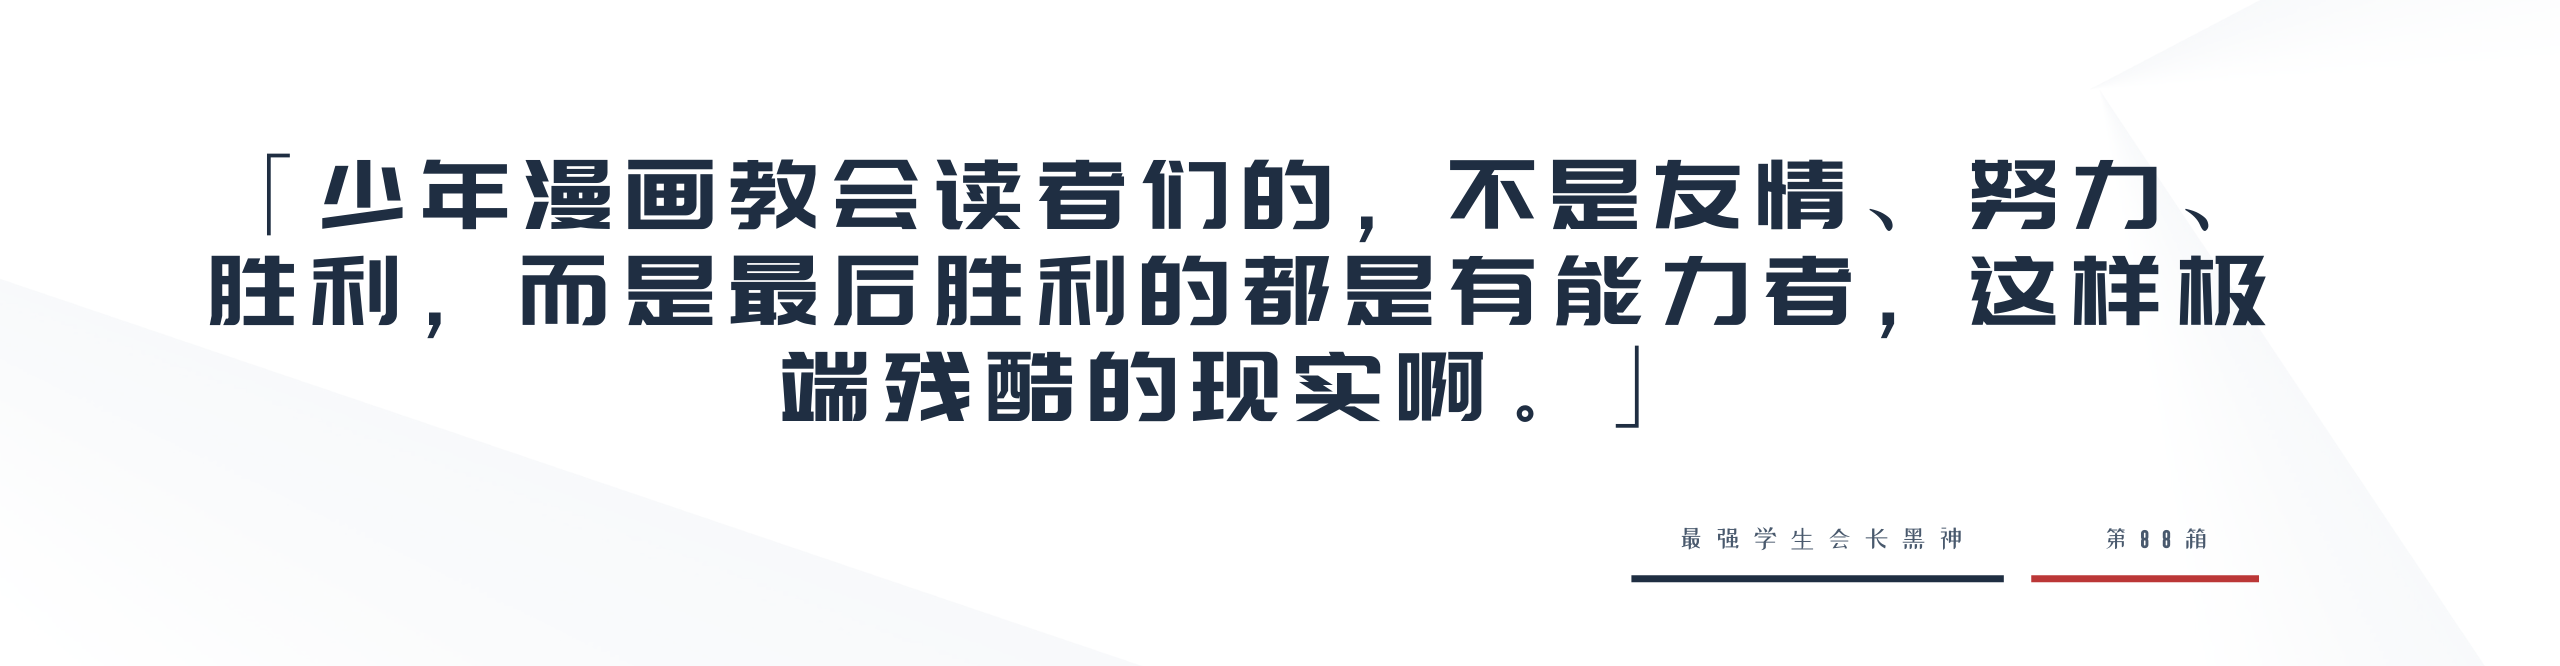 「少年漫画教会读者们的，不是友情、努力、
胜利，而是最后胜利的都是有能力者，这样极
端残酷的现实啊。」
最强学生会长黑神
第88箱